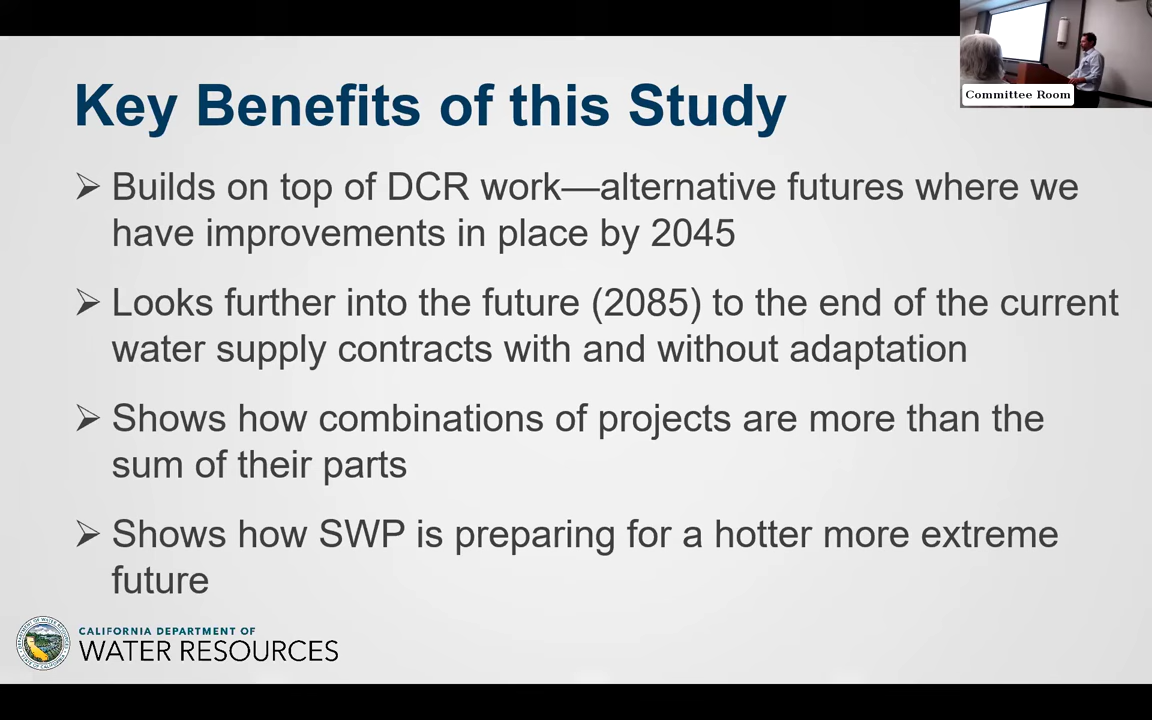 Committee Room
Key Benefits of this Study
➢ Builds on top of DCR work—alternative futures where we
have improvements in place by 2045
➢ Looks further into the future (2085) to the end of the current
water supply contracts with and without adaptation
➢ Shows how combinations of projects are more than the
sum of their parts
➢ Shows how SWP is preparing for a hotter more extreme
future
CALIFORNIA DEPARTMENT OF
WATER RESOURCES